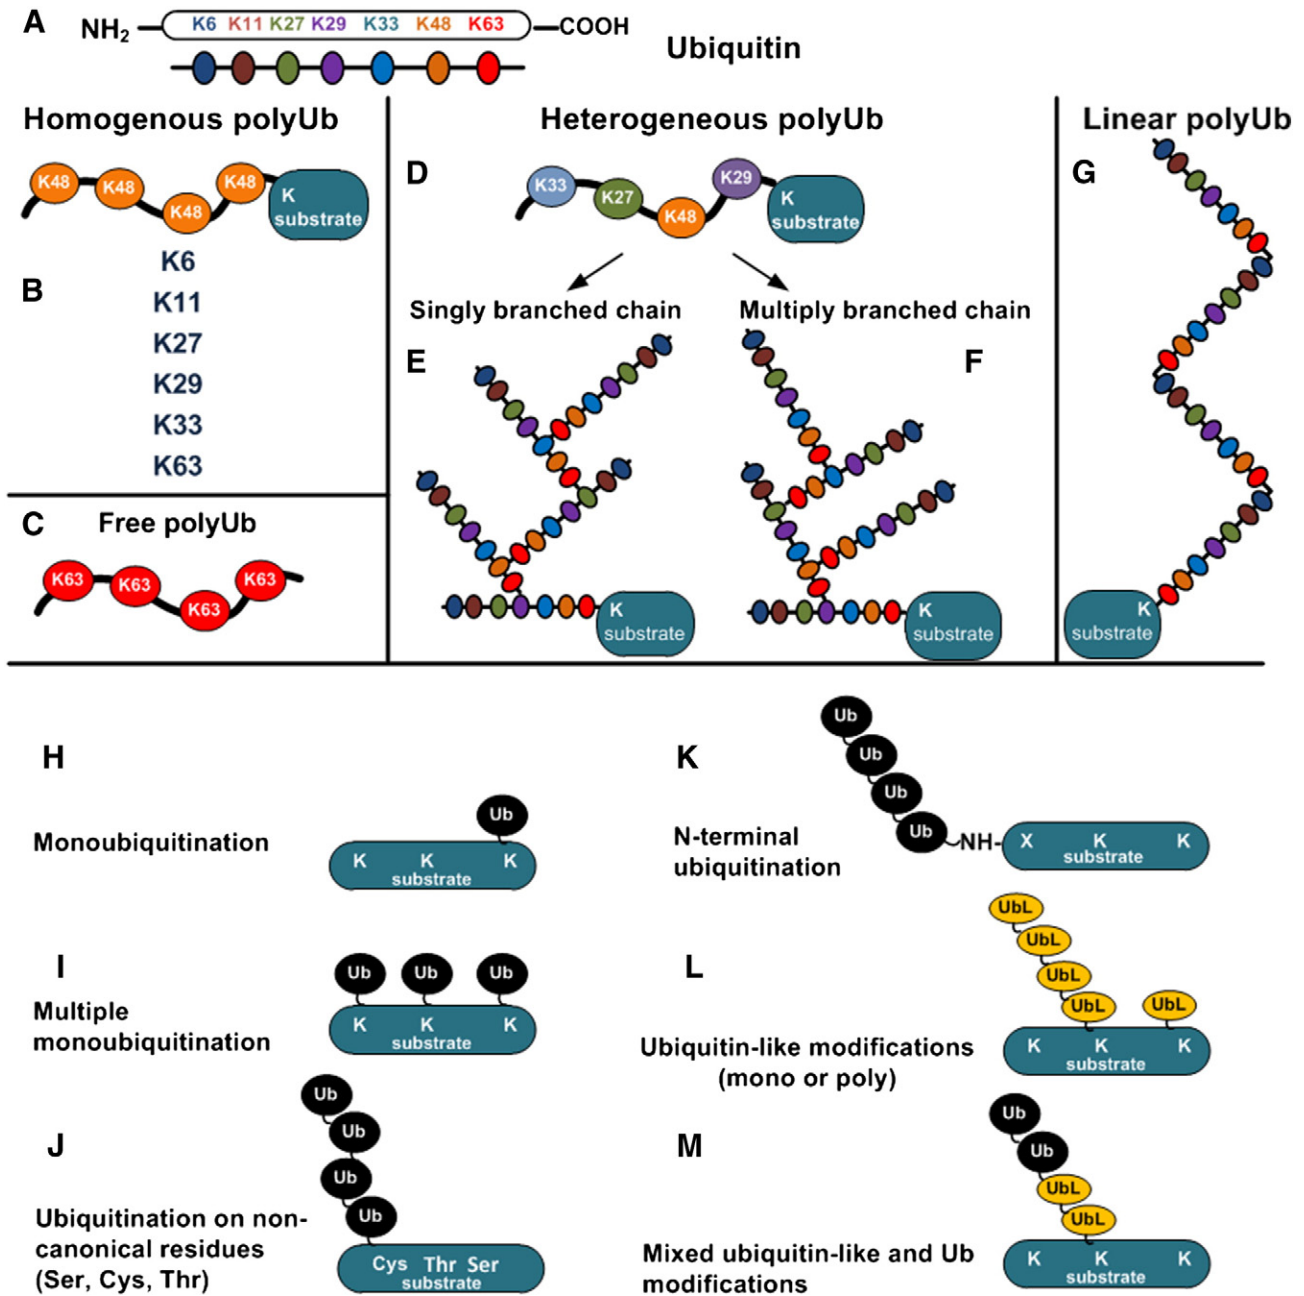 A
NH2
K6 K11 K27 K29 K33 K48 K63
COOH
Ubiquitin
Homogenous polyUb
K48
K48
K48
K48
K
substrate
B
K6
K11
K27
K29
K33
K63
C
Free polyUb
K63
K63
K63
K63
Heterogeneous polyUb
D
K33
K27
K48
K29
K
substrate
Singly branched chain
Multiply branched chain
E
K
substrate
F
K
substrate
Linear polyUb
G
K
substrate
H
Monoubiquitination
Ub
K K K
substrate
I
Multiple
monoubiquitination
Ub Ub Ub
K K K
substrate
J
Ubiquitination on non-
canonical residues
(Ser, Cys, Thr)
Ub
Ub
Ub
Ub
Cys Thr Ser
substrate
K
N-terminal
ubiquitination
Ub
Ub
Ub
Ub
NH-
X K K
substrate
L
Ubiquitin-like modifications
(mono or poly)
UbL
UbL
UbL
UbL UbL
K K K
substrate
M
Mixed ubiquitin-like and Ub
modifications
Ub
Ub
UbL
UbL
K K K
substrate